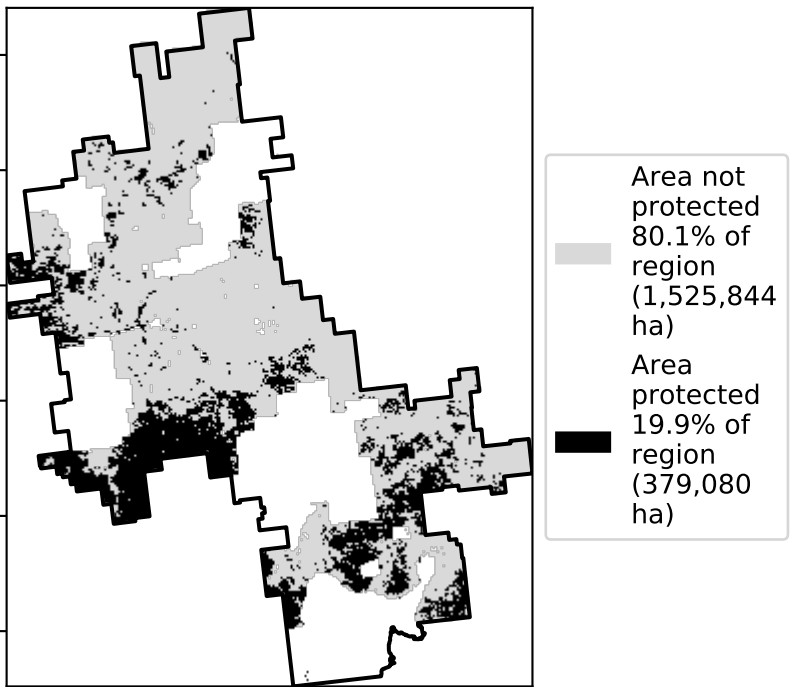 Area not
protected
80.1% of
region
(1,525,844
ha)
Area
protected
19.9% of
region
(379,080
ha)